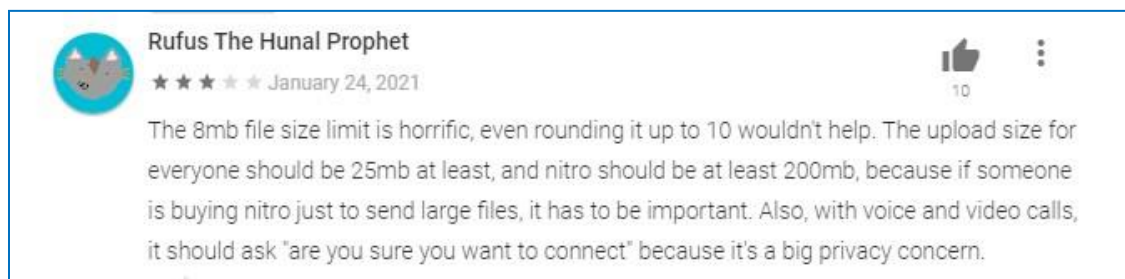 Rufus The Hunal Prophet
January 24, 2021
10
The 8mb file size limit is horrific, even rounding it up to 10 wouldn't help. The upload size for
everyone should be 25mb at least, and nitro should be at least 200mb, because if someone
is buying nitro just to send large files, it has to be important. Also, with voice and video calls,
it should ask "are you sure you want to connect" because it's a big privacy concern.